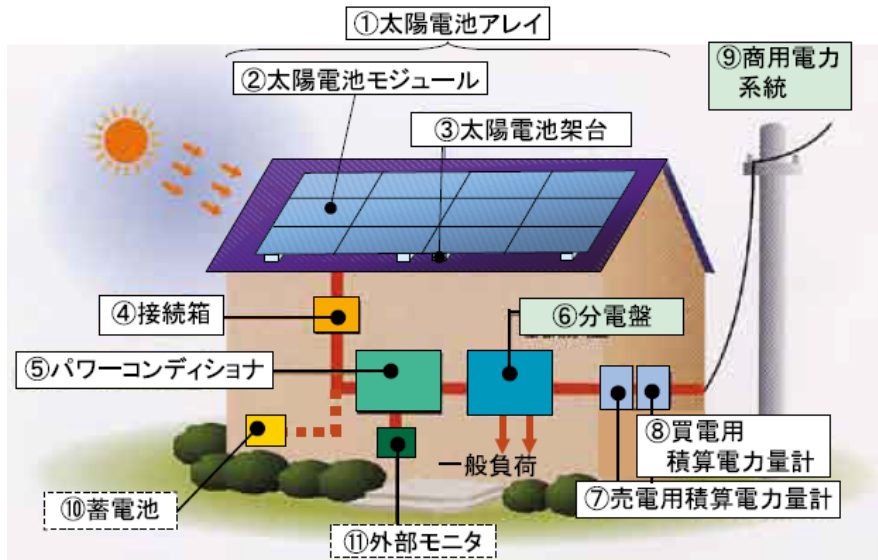 ①太陽電池アレイ
②太陽電池モジュール
③太陽電池架台
⑨商用電力
系統
④接続箱
⑥分電盤
⑤パワーコンディショナ
一般負荷
⑧買電用
積算電力量計
⑦売電用積算電力量計
⑩蓄電池
⑪外部モニタ